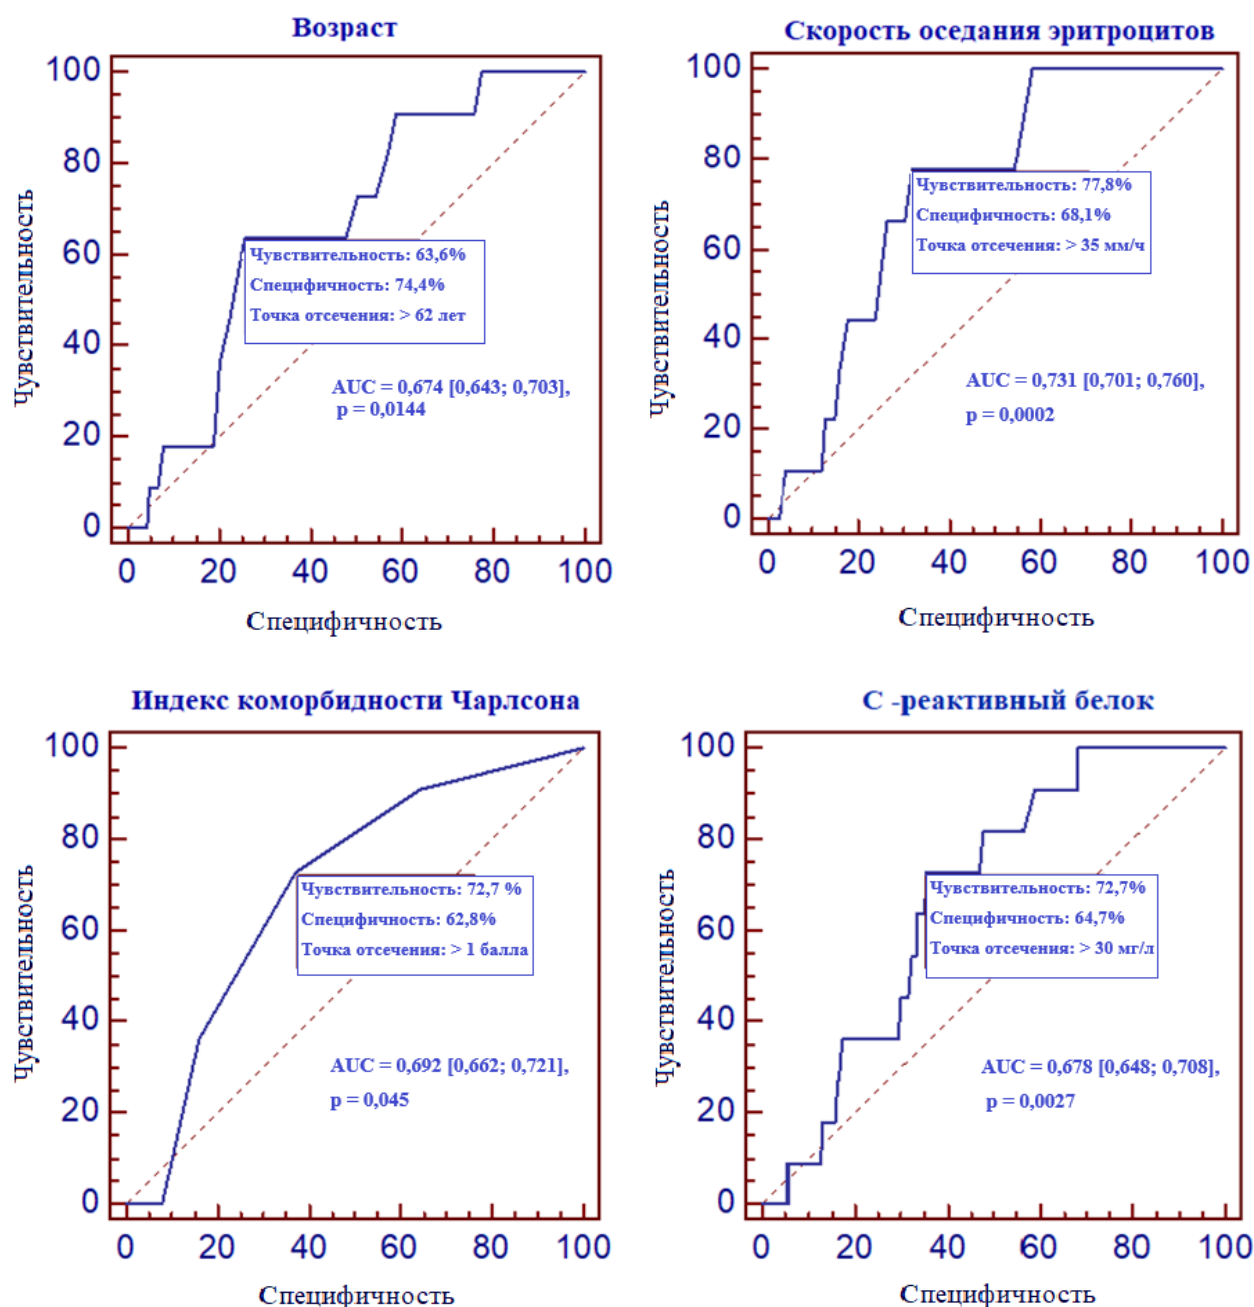 Возраст
100
80
60
40
20
0
0 20 40 60 80 100
Чувствительность
Специфичность
Чувствительность: 63,6%
Специфичность: 74,4%
Точка отсечения: > 62 лет
AUC = 0,674 [0,643; 0,703],
p = 0,0144
Скорость оседания эритроцитов
100
80
60
40
20
0
0 20 40 60 80 100
Чувствительность
Специфичность
Чувствительность: 77,8%
Специфичность: 68,1%
Точка отсечения: > 35 мм/ч
AUC = 0,731 [0,701; 0,760],
p = 0,0002
Индекс коморбидности Чарлсона
100
80
60
40
20
0
0 20 40 60 80 100
Чувствительность
Специфичность
Чувствительность: 72,7 %
Специфичность: 62,8%
Точка отсечения: > 1 балла
AUC = 0,692 [0,662; 0,721],
p = 0,045
С -реактивный белок
100
80
60
40
20
0
0 20 40 60 80 100
Чувствительность
Специфичность
Чувствительность: 72,7%
Специфичность: 64,7%
Точка отсечения: > 30 мг/л
AUC = 0,678 [0,648; 0,708],
p = 0,0027